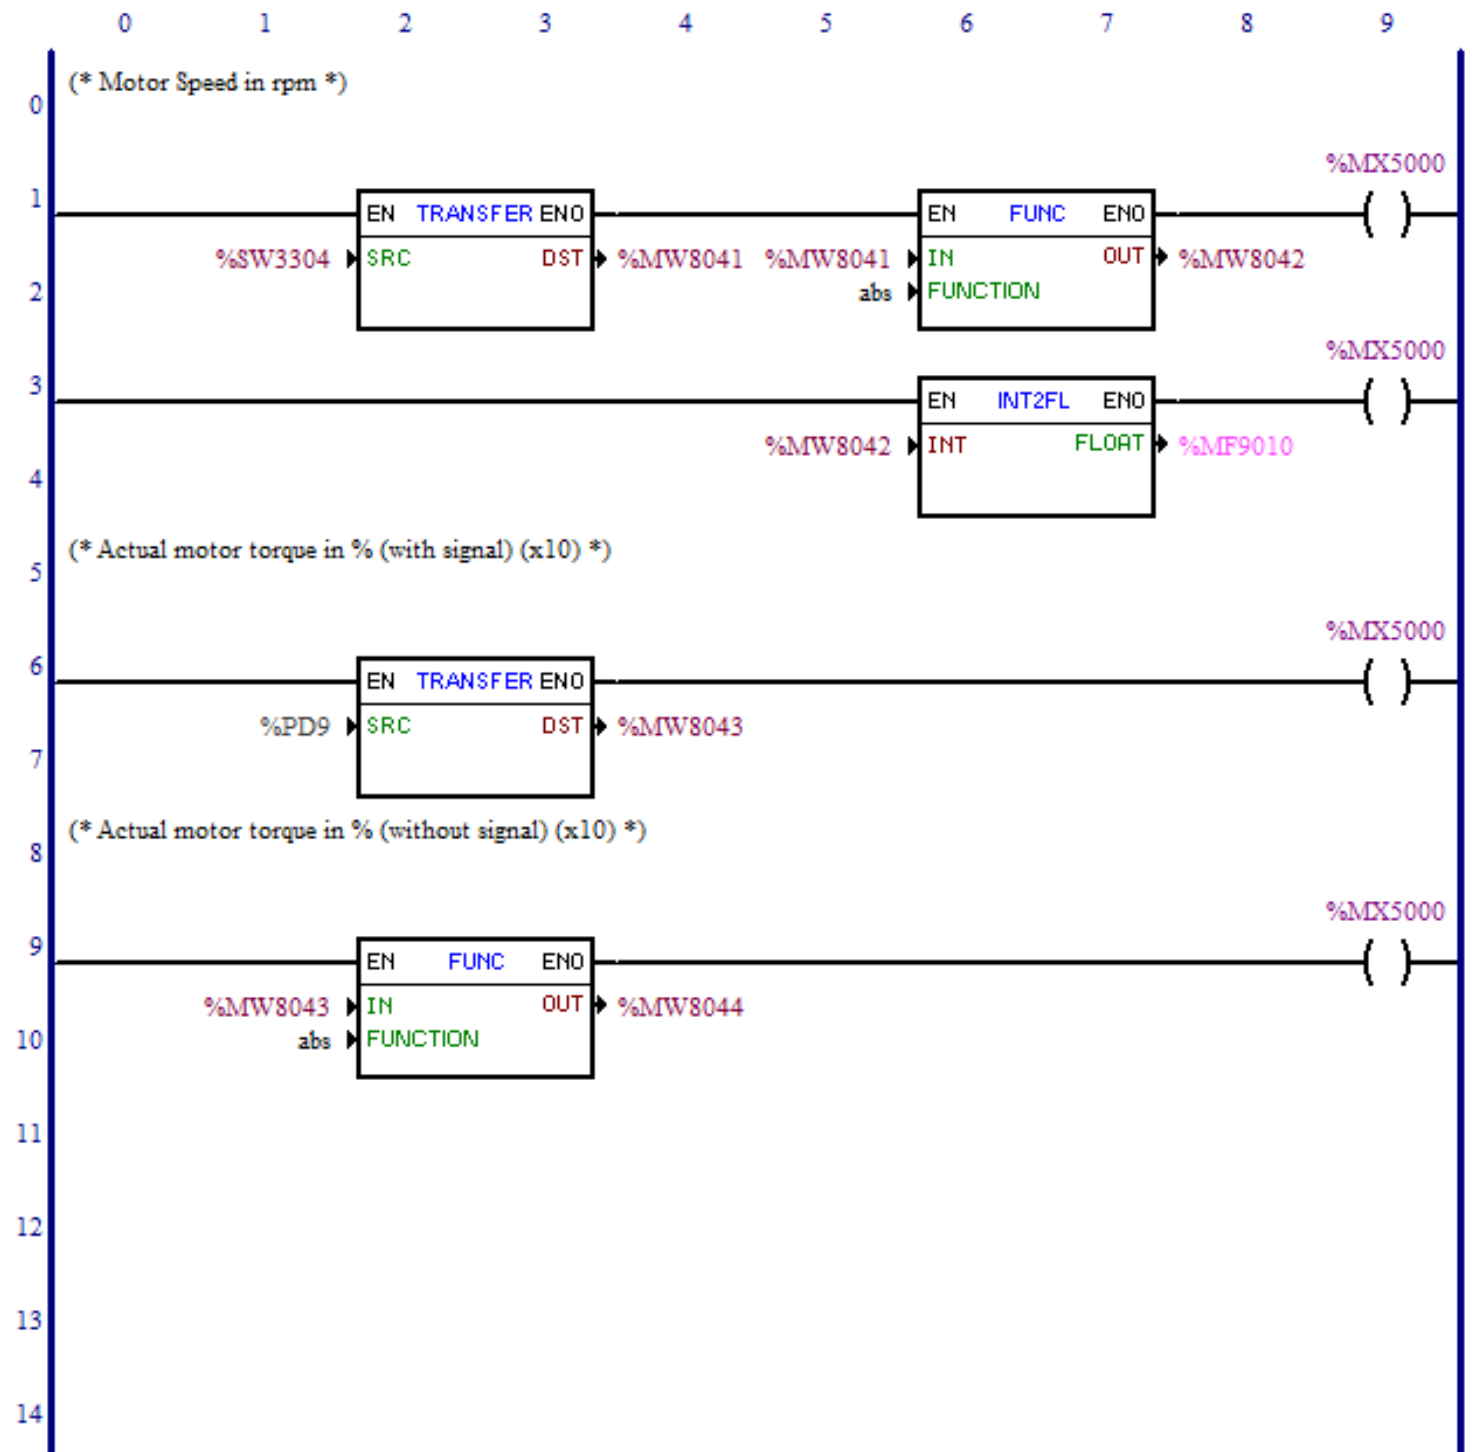 0 1 2 3 4 5 6 7 8 9
(* Motor Speed in rpm *)
0
%MX5000
1
EN TRANSFER ENO
EN FUNC ENO
%SW3304 SRC DST %MW8041
%MW8041 IN OUT %MW8042
2
abs FUNCTION
%MX5000
3
EN INT2FL ENO
%MW8042 INT FLOAT %MF9010
4
(* Actual motor torque in % (with signal) (x10) *)
5
%MX5000
6
EN TRANSFER ENO
%PD9 SRC DST %MW8043
7
(* Actual motor torque in % (without signal) (x10) *)
8
%MX5000
9
EN FUNC ENO
%MW8043 IN OUT %MW8044
10
abs FUNCTION
11
12
13
14